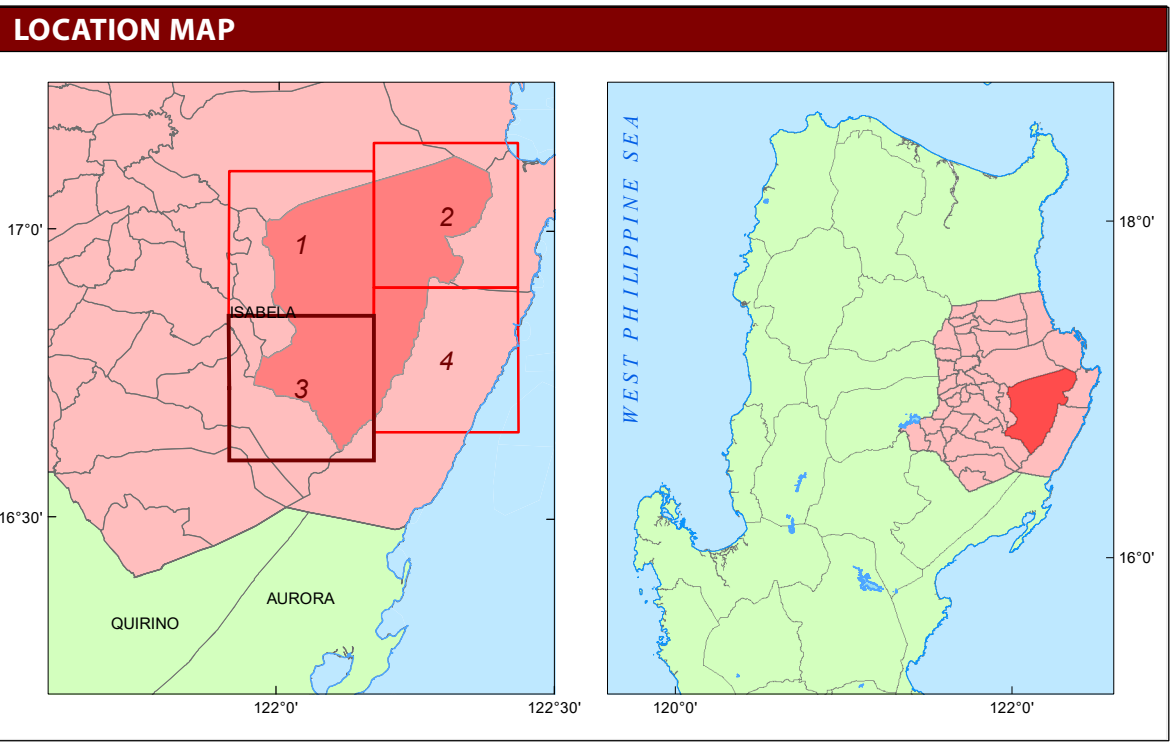 LOCATION MAP
17°0'
16°30'
122°0'
122°30'
ISABELA
1
2
3
4
QUIRINO
AURORA
WEST PHILIPPINE SEA
18°0'
16°0'
120°0'
122°0'